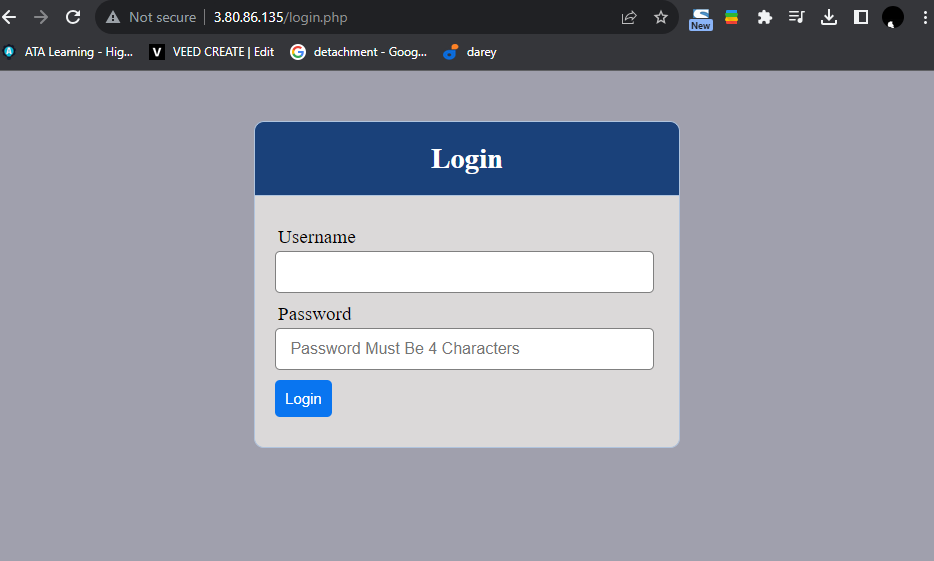 Not secure | 3.80.86.135/login.php
New
ATA Learning - Hig... V VEED CREATE | Edit G detachment - Goog... darey
Login
Username
Password
Password Must Be 4 Characters
Login